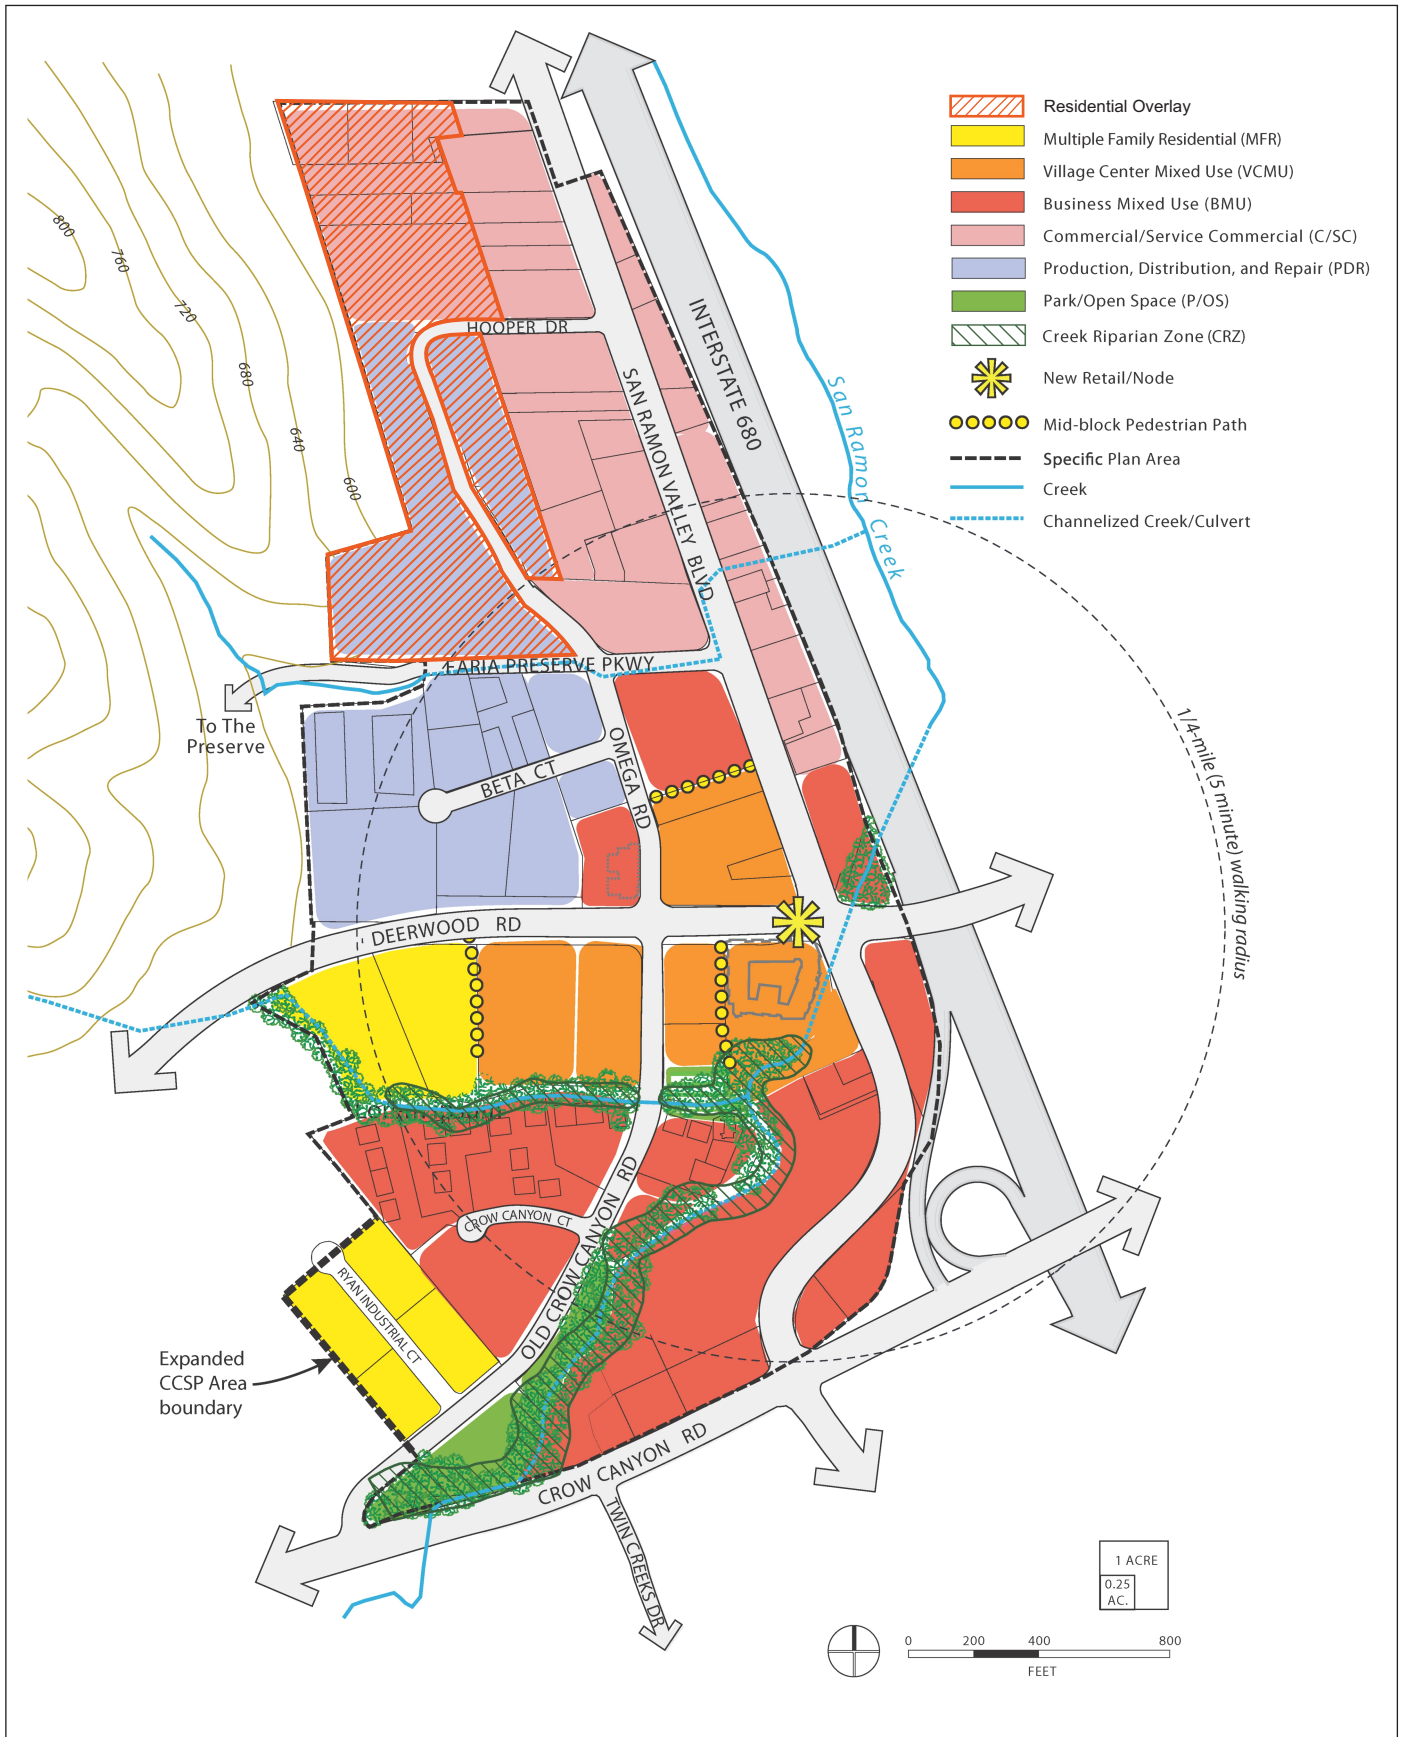 Residential Overlay
Multiple Family Residential (MFR)
Village Center Mixed Use (VCMU)
Business Mixed Use (BMU)
Commercial/Service Commercial (C/SC)
Production, Distribution, and Repair (PDR)
Park/Open Space (P/OS)
Creek Riparian Zone (CRZ)
New Retail/Node
Mid-block Pedestrian Path
Specific Plan Area
Creek
Channelized Creek/Culvert
800
760
720
680
640
600
HOOPER DR
INTERSTATE 680
SAN RAMON VALLEY BLVD
San Ramon Creek
FARIA PRESERVE PKWY
To The
Preserve
OMEGA RD
BETA CT
1/4-mile (5 minute) walking radius
DEERWOOD RD
CROW CANYON CT
OLD CROW CANYON RD
RYAN INDUSTRIAL CT
Expanded
CCSP Area
boundary
CROW CANYON RD
TWIN CREEKS DR
1 ACRE
0.25
AC.
0 200 400 800
FEET